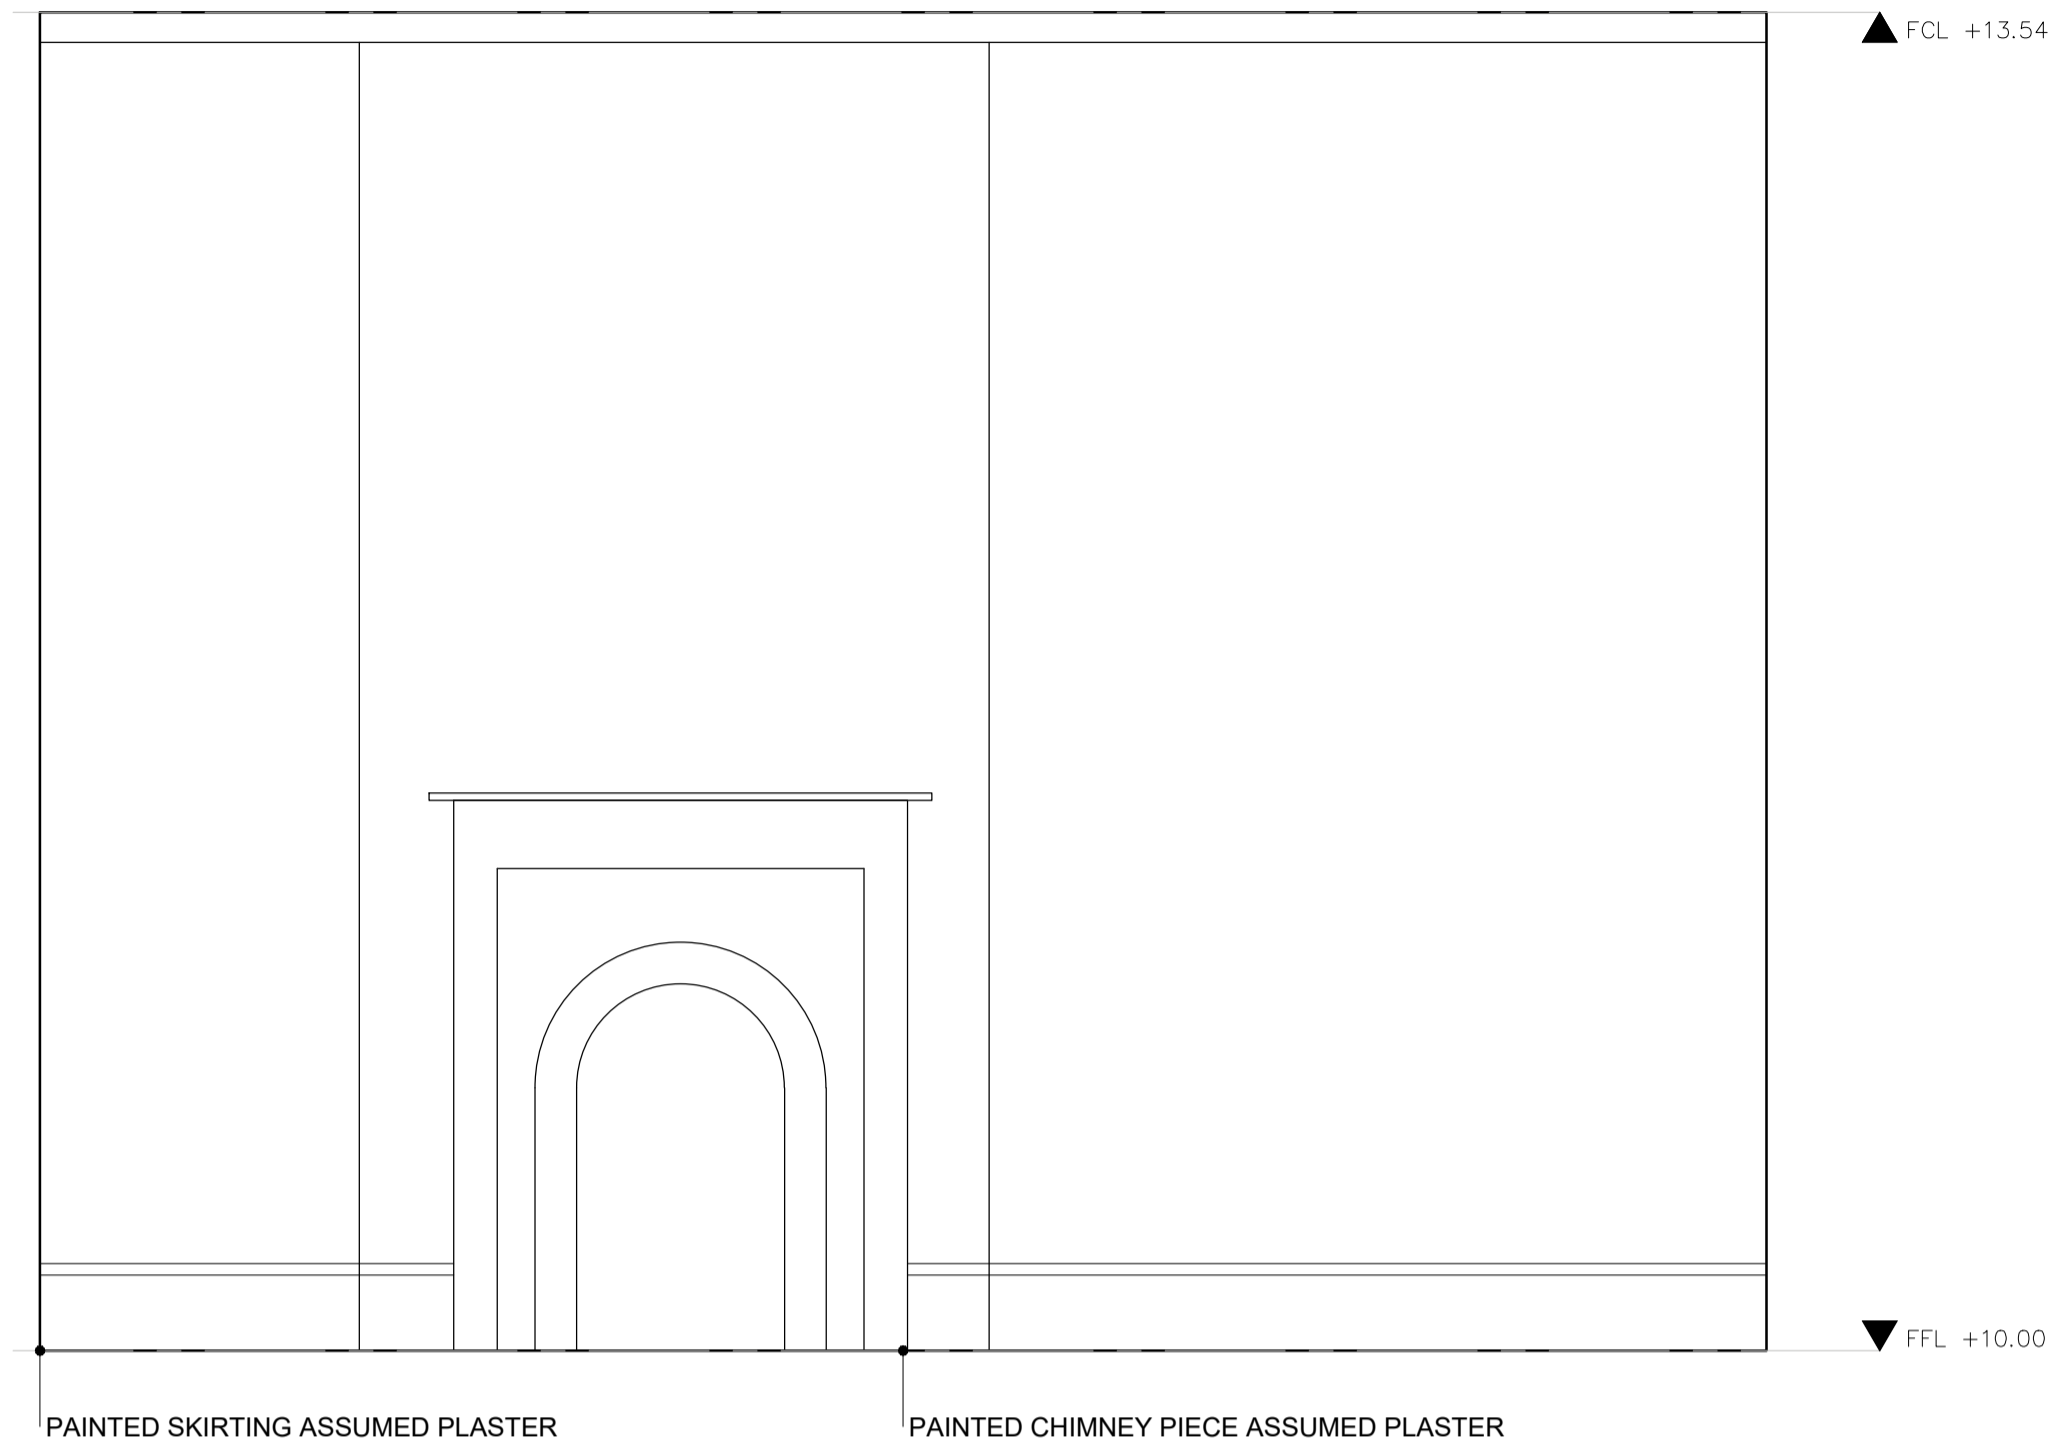 FCL +13.54
FFL +10.00
PAINTED SKIRTING ASSUMED PLASTER
PAINTED CHIMNEY PIECE ASSUMED PLASTER